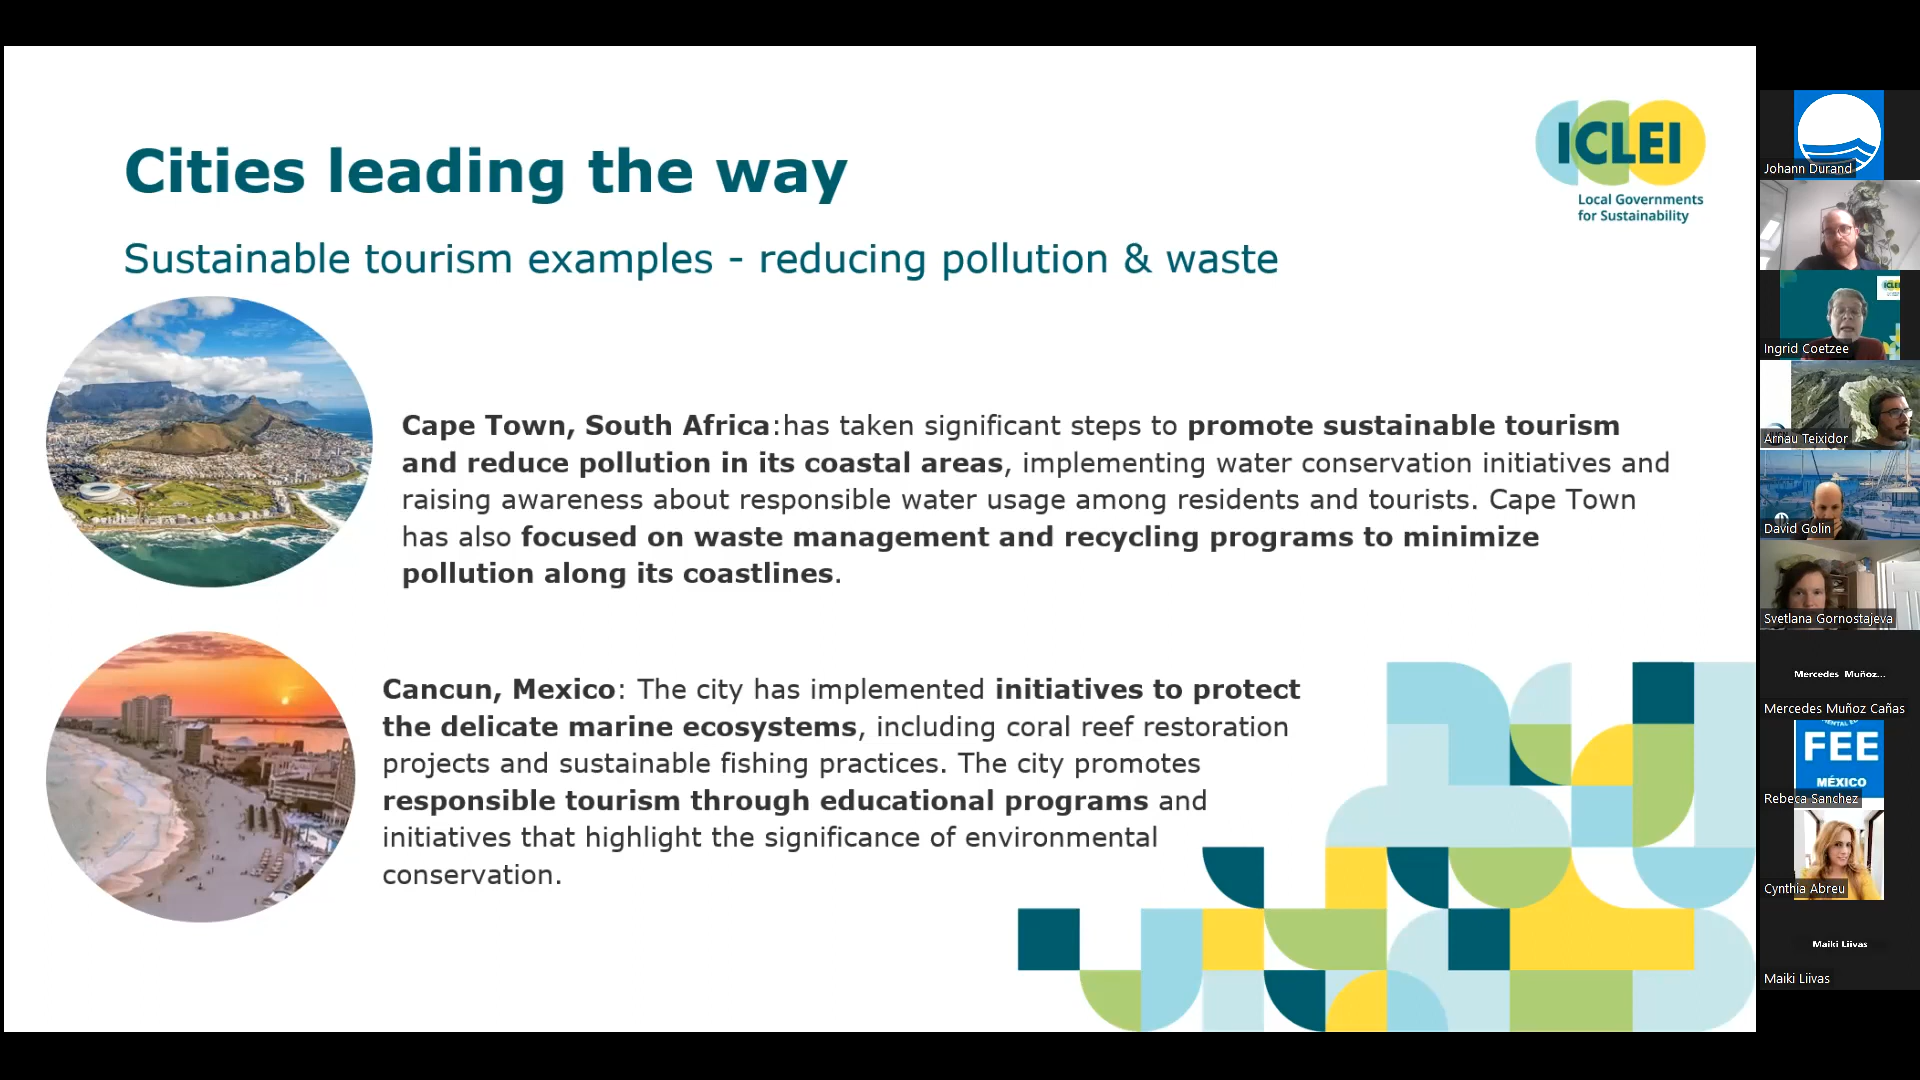 Cities leading the way
Sustainable tourism examples - reducing pollution & waste
ICLEI
Local Governments
for Sustainability
Cape Town, South Africa:has taken significant steps to promote sustainable tourism
and reduce pollution in its coastal areas, implementing water conservation initiatives and
raising awareness about responsible water usage among residents and tourists. Cape Town
has also focused on waste management and recycling programs to minimize
pollution along its coastlines.
Cancun, Mexico: The city has implemented initiatives to protect
the delicate marine ecosystems, including coral reef restoration
projects and sustainable fishing practices. The city promotes
responsible tourism through educational programs and
initiatives that highlight the significance of environmental
conservation.
Johann Durand
ICLEI
Ingrid Coetzee
Arnau Teixidor
David Golin
Svetlana Gornostajeva
Mercedes Muñoz...
Mercedes Muñoz Cañas
FEE
MÉXICO
Rebeca Sanchez
Cynthia Abreu
Maiki Liivas
Maiki Liivas